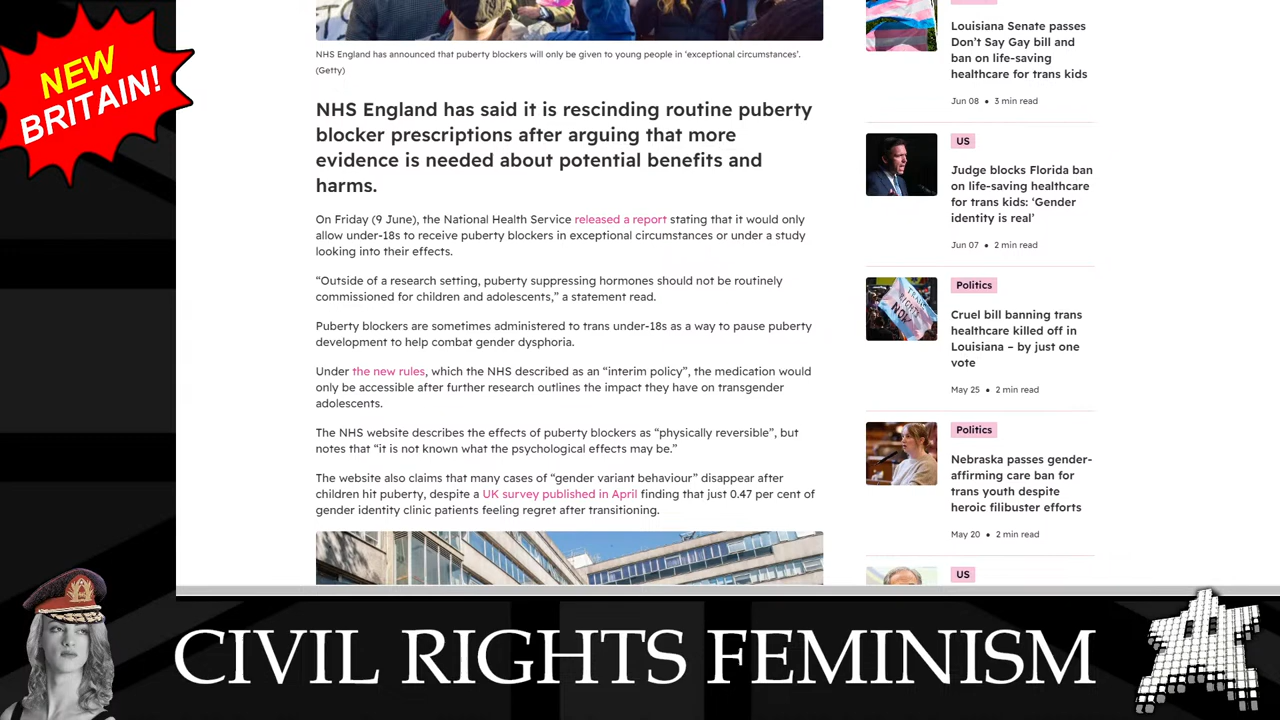 NEW
BRITAIN!
NHS England has announced that puberty blockers will only be given to young people in 'exceptional circumstances'.
(Getty)
NHS England has said it is rescinding routine puberty
blocker prescriptions after arguing that more
evidence is needed about potential benefits and
harms.
On Friday (9 June), the National Health Service released a report stating that it would only
allow under-18s to receive puberty blockers in exceptional circumstances or under a study
looking into their effects.
“Outside of a research setting, puberty suppressing hormones should not be routinely
commissioned for children and adolescents,” a statement read.
Puberty blockers are sometimes administered to trans under-18s as a way to pause puberty
development to help combat gender dysphoria.
Under the new rules, which the NHS described as an “interim policy”, the medication would
only be accessible after further research outlines the impact they have on transgender
adolescents.
The NHS website describes the effects of puberty blockers as “physically reversible”, but
notes that “it is not known what the psychological effects may be.”
The website also claims that many cases of “gender variant behaviour” disappear after
children hit puberty, despite a UK survey published in April finding that just 0.47 per cent of
gender identity clinic patients feeling regret after transitioning.
Louisiana Senate passes
Don’t Say Gay bill and
ban on life-saving
healthcare for trans kids
Jun 08 • 3 min read
US
Judge blocks Florida ban
on life-saving healthcare
for trans kids: ‘Gender
identity is real’
Jun 07 • 2 min read
Politics
Cruel bill banning trans
healthcare killed off in
Louisiana – by just one
vote
May 25 • 2 min read
Politics
Nebraska passes gender-
affirming care ban for
trans youth despite
heroic filibuster efforts
May 20 • 2 min read
US
CIVIL RIGHTS FEMINISM